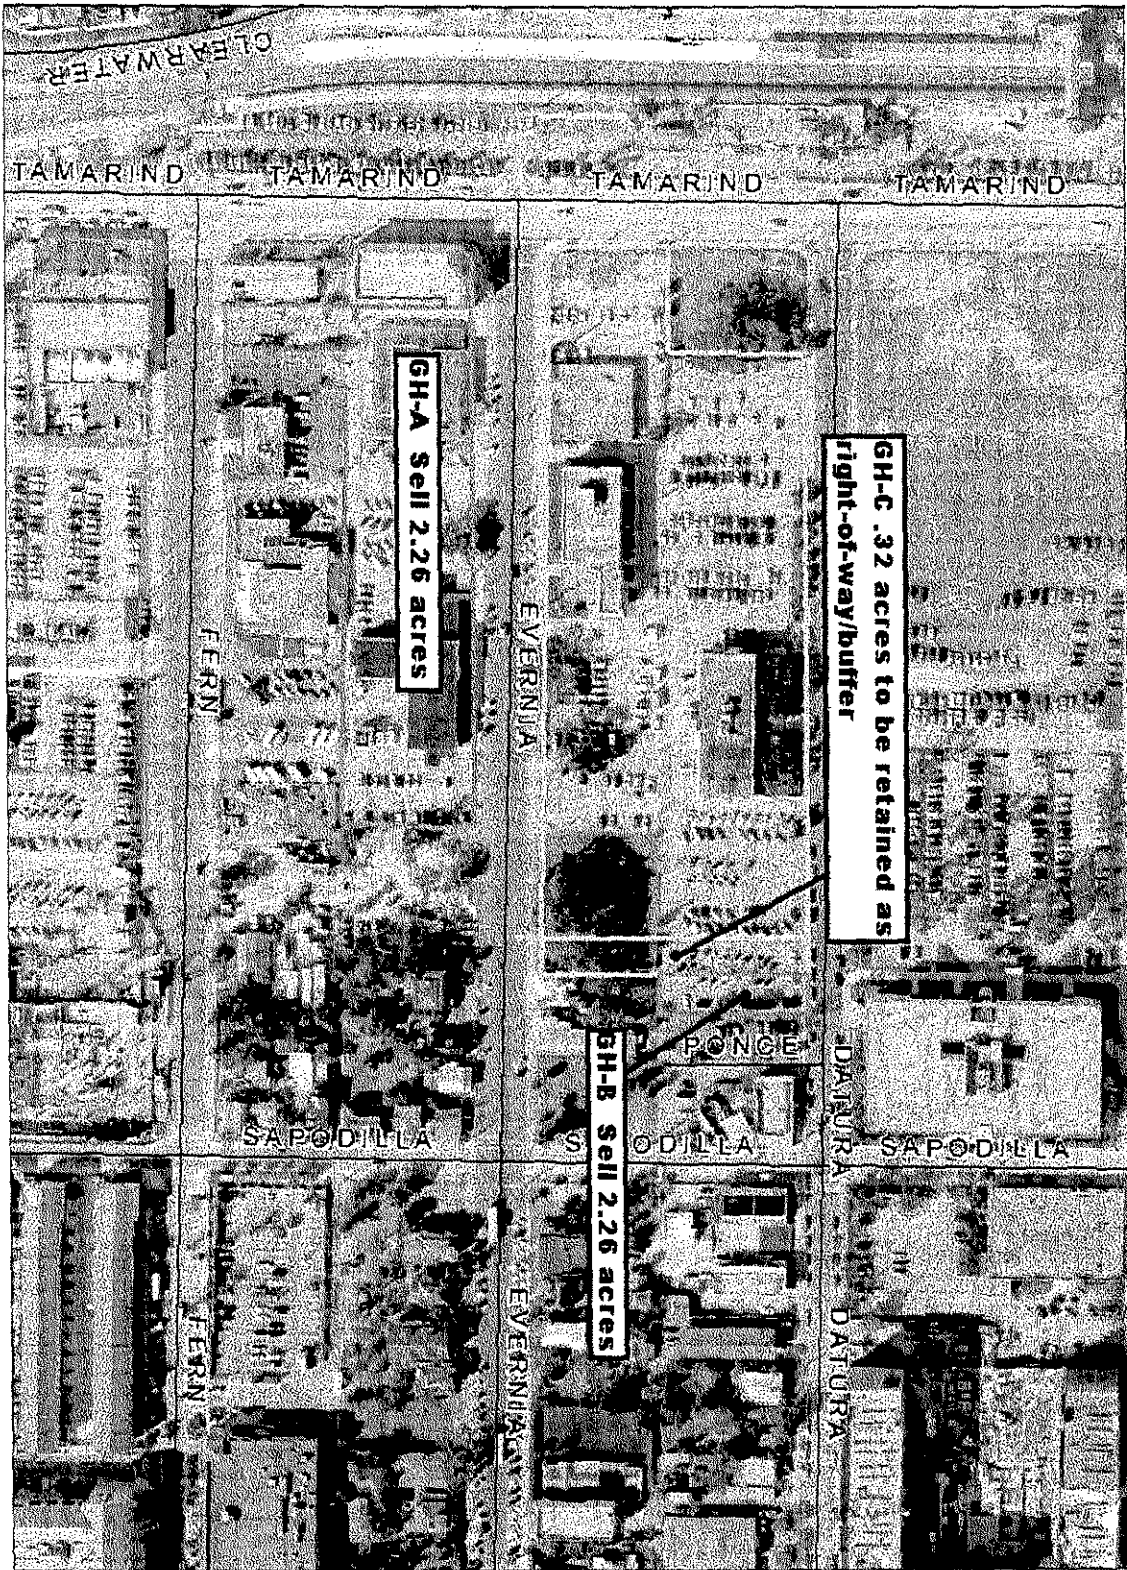 CLEARWATER
TAMARIND
TAMARIND
TAMARIND
TAMARIND
GH-A Sell 2.26 acres
GH-C .32 acres to be retained as
right-of-way/buffer
FERN
EVERNIA
PONCE
DATURA
GH-B Sell 2.26 acres
SAPODILLA
S ODILLA
SAPODILLA
FERN
EVERNIA
DATURA